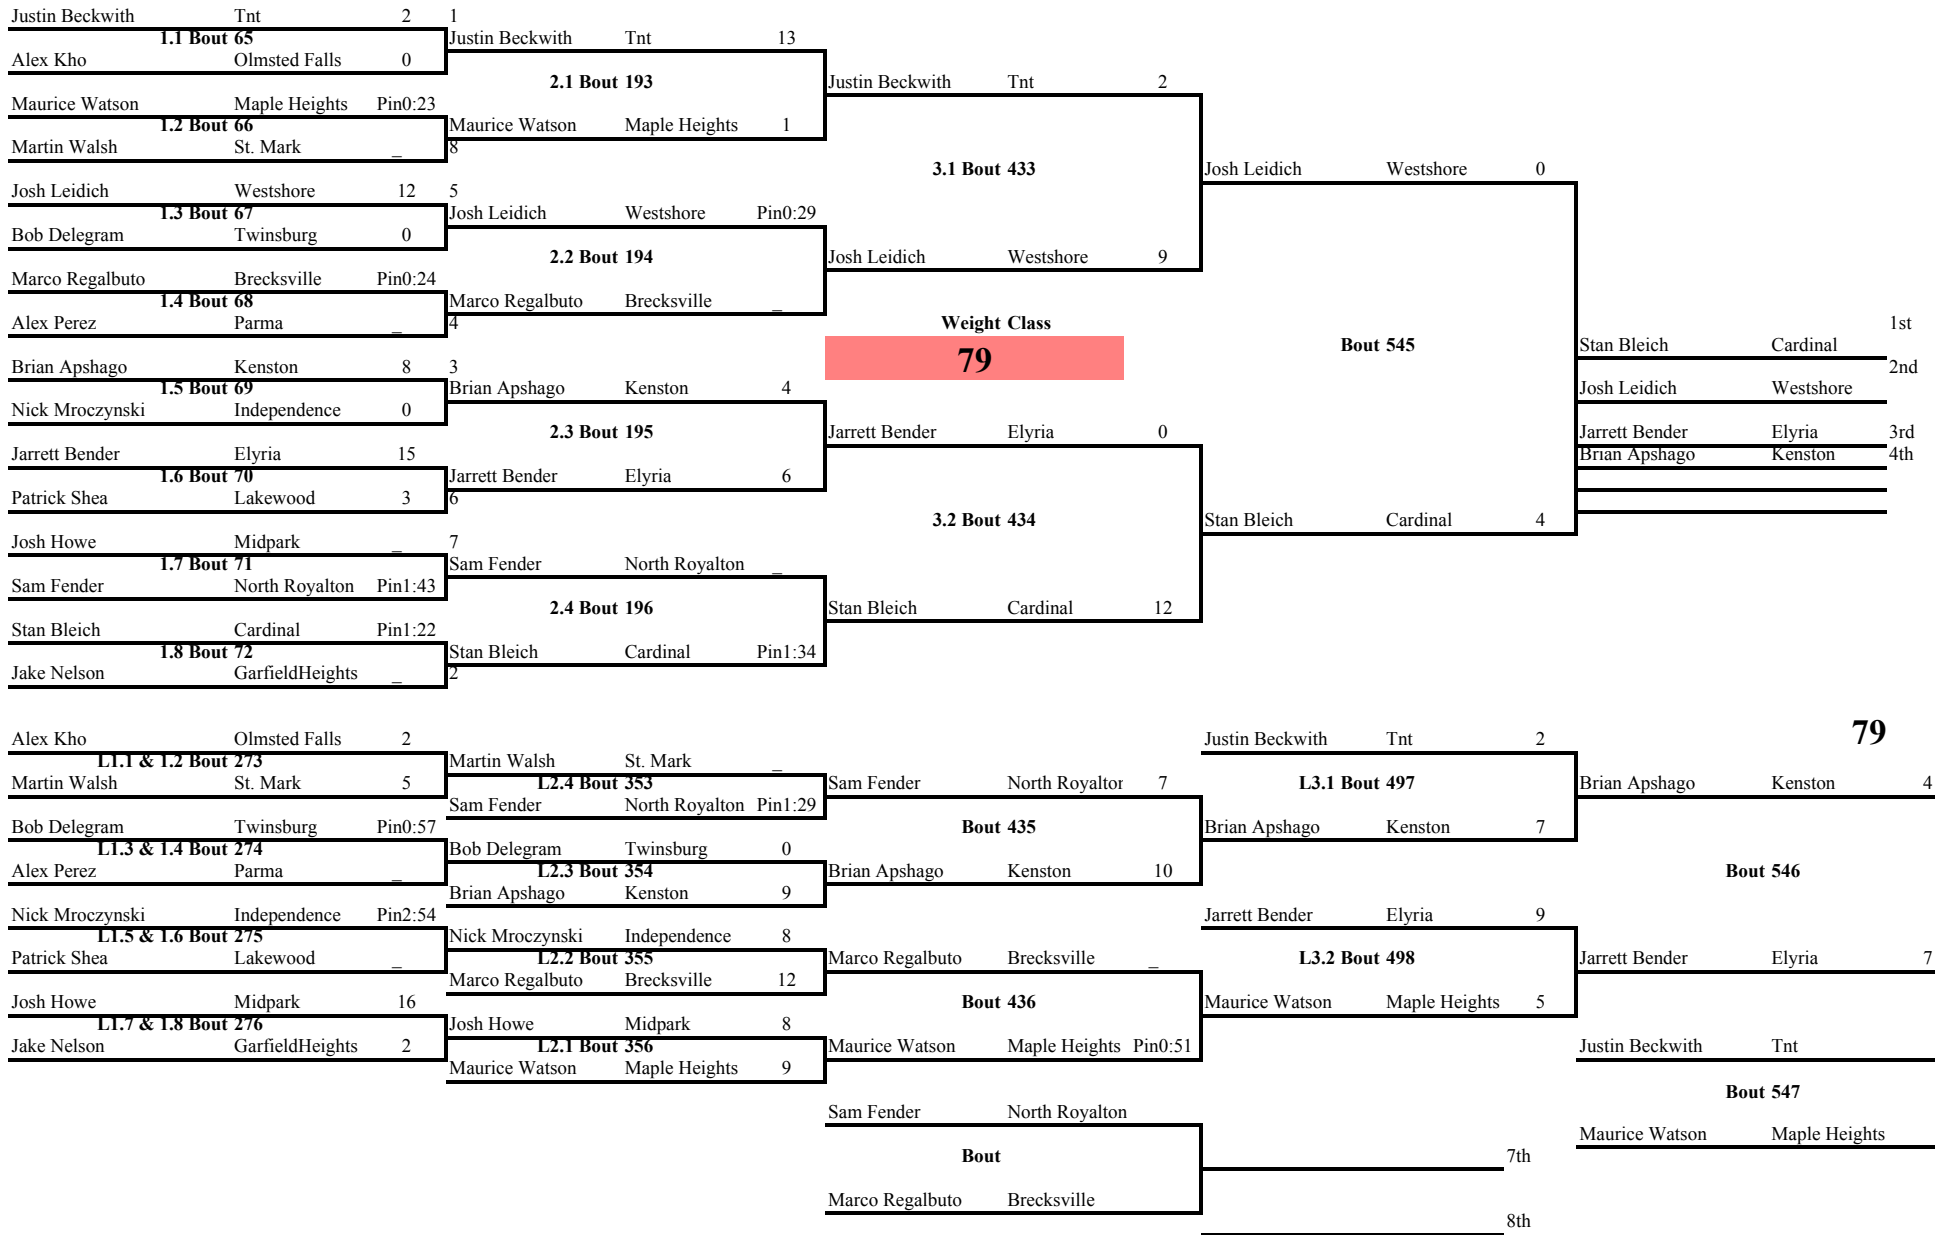 Justin Beckwith Tnt 2 1
1.1 Bout 65
Justin Beckwith Tnt 13
Alex Kho Olmsted Falls 0
2.1 Bout 193
Justin Beckwith Tnt 2
Maurice Watson Maple Heights Pin0:23
1.2 Bout 66
Maurice Watson Maple Heights 1
Martin Walsh St. Mark _ 8
3.1 Bout 433
Josh Leidich Westshore 0
Josh Leidich Westshore 12 5
1.3 Bout 67
Josh Leidich Westshore Pin0:29
Bob Delegram Twinsburg 0
2.2 Bout 194
Josh Leidich Westshore 9
Marco Regalbuto Brecksville Pin0:24
1.4 Bout 68
Marco Regalbuto Brecksville _
Alex Perez Parma _ 4
Weight Class
1st
79
Bout 545
Stan Bleich Cardinal
Brian Apshago Kenston 8 3
2nd
1.5 Bout 69
Brian Apshago Kenston 4
Josh Leidich Westshore
Nick Mroczynski Independence 0
2.3 Bout 195
Jarrett Bender Elyria 0
Jarrett Bender Elyria 3rd
Jarrett Bender Elyria 15
Brian Apshago Kenston 4th
1.6 Bout 70
Jarrett Bender Elyria 6
Patrick Shea Lakewood 3 6
3.2 Bout 434
Stan Bleich Cardinal 4
Josh Howe Midpark _ 7
1.7 Bout 71
Sam Fender North Royalton _
Sam Fender North Royalton Pin1:43
2.4 Bout 196
Stan Bleich Cardinal 12
Stan Bleich Cardinal Pin1:22
1.8 Bout 72
Stan Bleich Cardinal Pin1:34
Jake Nelson GarfieldHeights _ 2
79
Alex Kho Olmsted Falls 2
Justin Beckwith Tnt 2
L1.1 & 1.2 Bout 273
Martin Walsh St. Mark _
Martin Walsh St. Mark 5
L2.4 Bout 353
Sam Fender North Royaltor 7
L3.1 Bout 497
Brian Apshago Kenston 4
Sam Fender North Royalton Pin1:29
Bob Delegram Twinsburg Pin0:57
Bout 435
Brian Apshago Kenston 7
L1.3 & 1.4 Bout 274
Bob Delegram Twinsburg 0
Alex Perez Parma _
L2.3 Bout 354
Brian Apshago Kenston 10
Bout 546
Brian Apshago Kenston 9
Nick Mroczynski Independence Pin2:54
Jarrett Bender Elyria 9
L1.5 & 1.6 Bout 275
Nick Mroczynski Independence 8
Patrick Shea Lakewood _
L2.2 Bout 355
Marco Regalbuto Brecksville _
L3.2 Bout 498
Jarrett Bender Elyria 7
Marco Regalbuto Brecksville 12
Josh Howe Midpark 16
Bout 436
Maurice Watson Maple Heights 5
L1.7 & 1.8 Bout 276
Josh Howe Midpark 8
Jake Nelson GarfieldHeights 2
L2.1 Bout 356
Maurice Watson Maple Heights Pin0:51
Justin Beckwith Tnt
Maurice Watson Maple Heights 9
Bout 547
Sam Fender North Royalton
Maurice Watson Maple Heights
Bout
7th
Marco Regalbuto Brecksville
8th